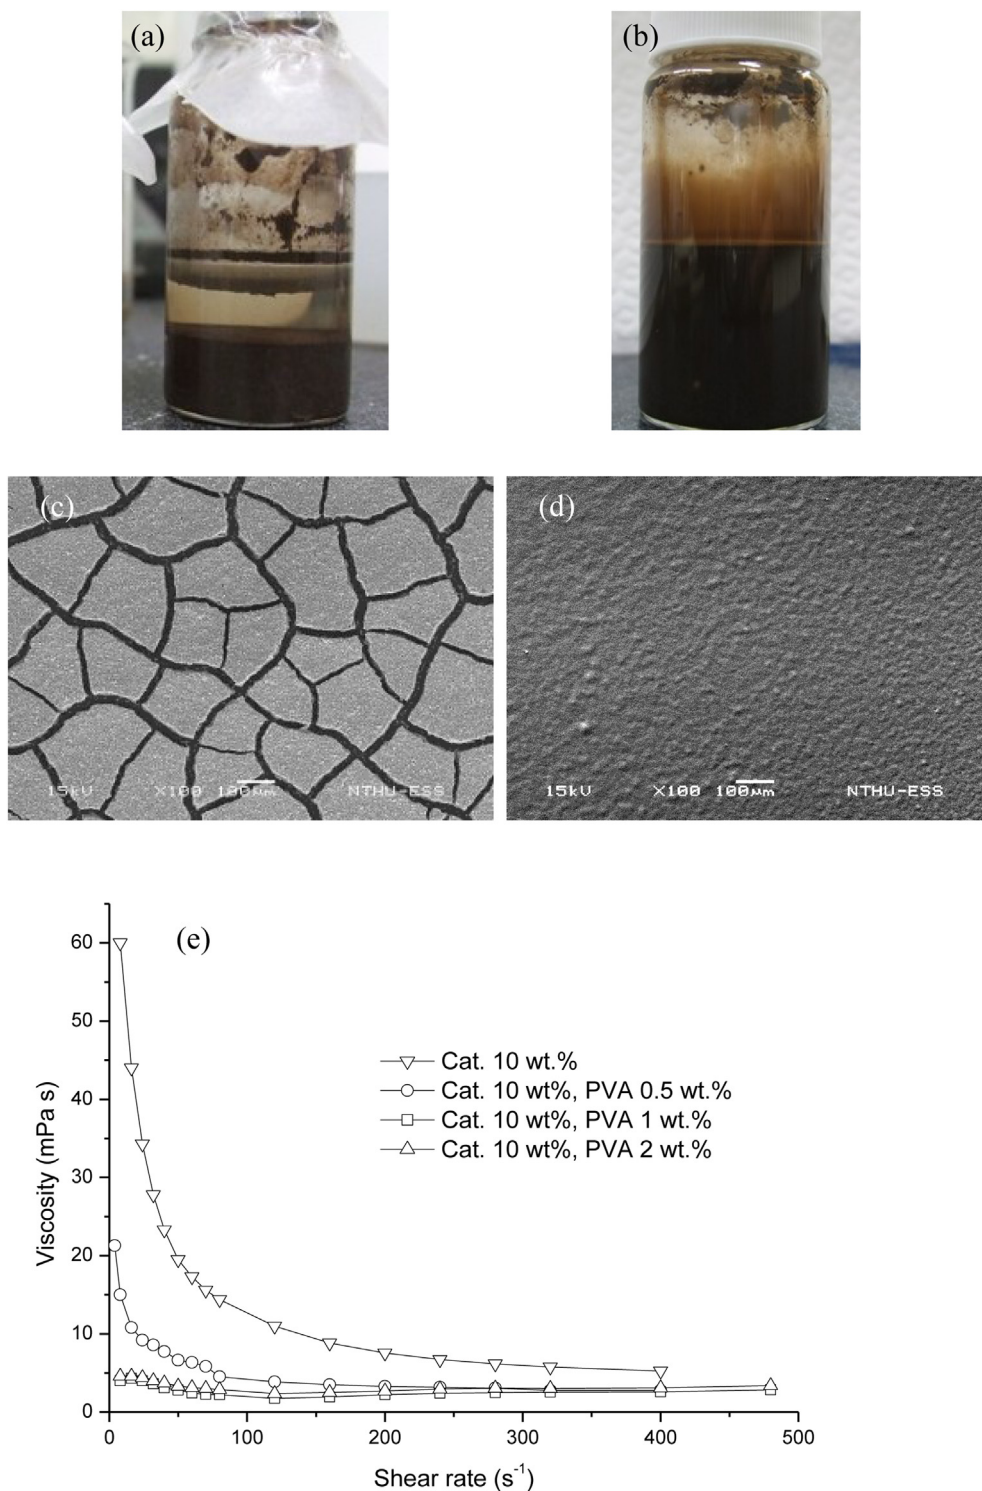 (a)
(b)
(c)
(d)
15kV X100 100μm NTHU-ESS
15kV X100 100μm NTHU-ESS
(e)
Cat. 10 wt.%
Cat. 10 wt%, PVA 0.5 wt.%
Cat. 10 wt%, PVA 1 wt.%
Cat. 10 wt%, PVA 2 wt.%
Viscosity (mPa s)
60
50
40
30
20
10
0
0 100 200 300 400 500
Shear rate (s⁻¹)